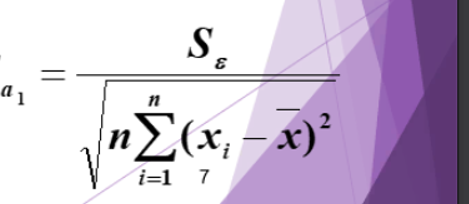 a₁ = S_ε / √(n∑_{i=1}^{n}(x_i − x̄)²)
7